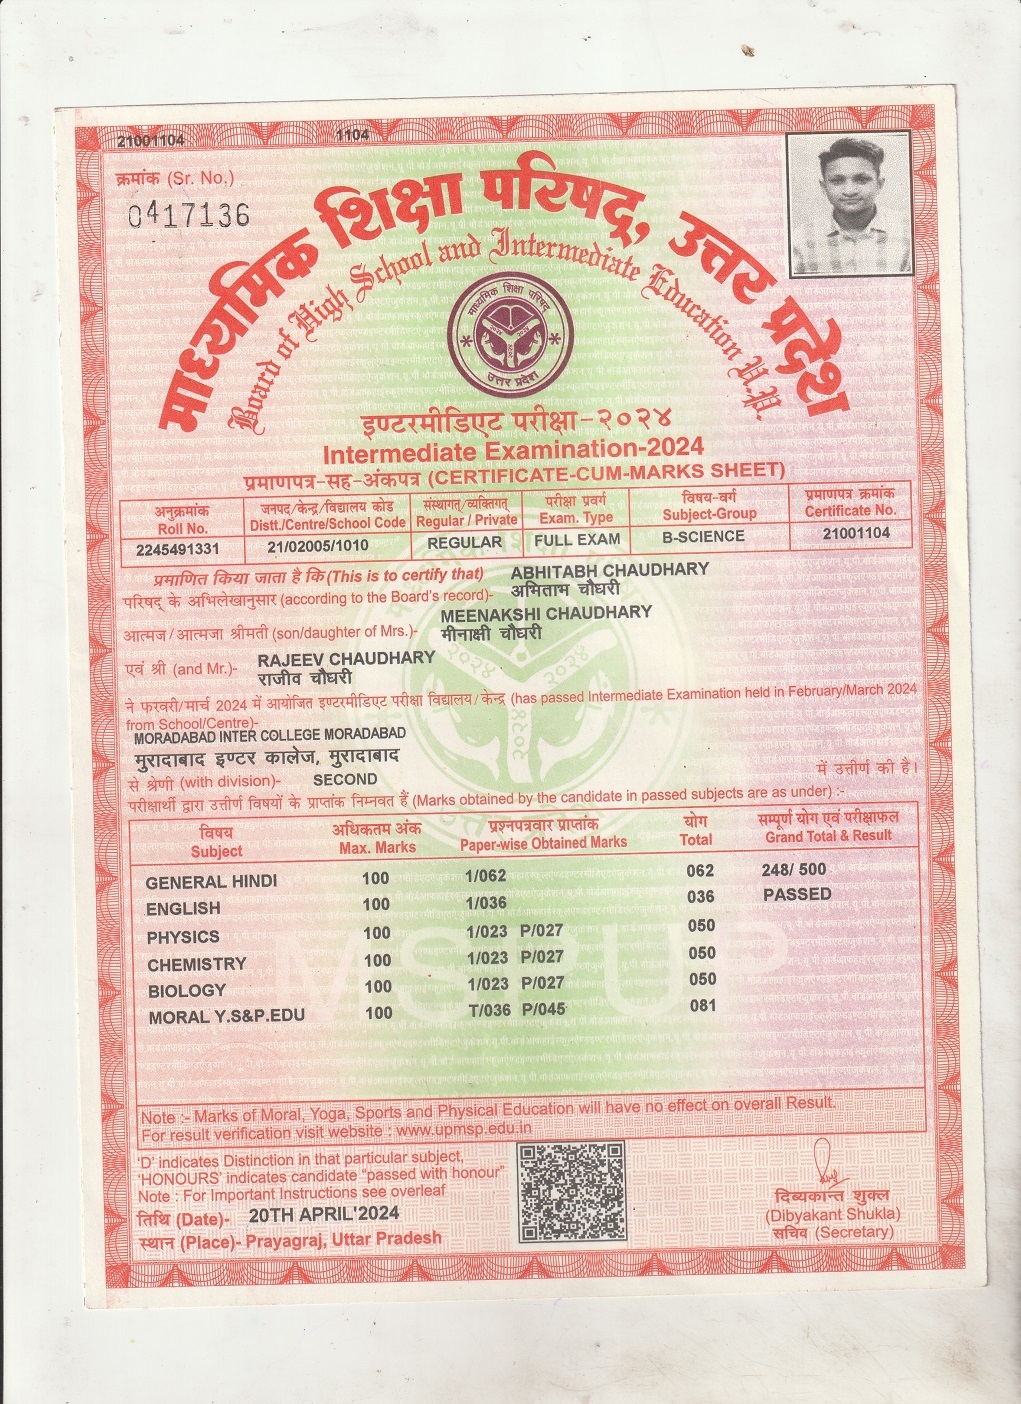 21001104 1104
क्रमांक (Sr. No.)
0417136
माध्यमिक शिक्षा परिषद्, उत्तर प्रदेश
Board of High School and Intermediate Education U.P.
माध्यमिक शिक्षा परिषद्
उत्तर प्रदेश
इण्टरमीडिएट परीक्षा-२०२४
Intermediate Examination-2024
प्रमाणपत्र-सह-अंकपत्र (CERTIFICATE-CUM-MARKS SHEET)
अनुक्रमांक जनपद/केन्द्र/विद्यालय कोड संस्थागत्/व्यक्तिगत् परीक्षा प्रवर्ग विषय-वर्ग प्रमाणपत्र क्रमांक
Roll No. Distt./Centre/School Code Regular / Private Exam. Type Subject-Group Certificate No.
2245491331 21/02005/1010 REGULAR FULL EXAM B-SCIENCE 21001104
प्रमाणित किया जाता है कि (This is to certify that) ABHITABH CHAUDHARY
परिषद् के अभिलेखानुसार (according to the Board's record)- अमिताम चौघरी
MEENAKSHI CHAUDHARY
आत्मज/आत्मजा श्रीमती (son/daughter of Mrs.)- मीनाक्षी चौघरी
एवं श्री (and Mr.)- RAJEEV CHAUDHARY
राजीव चौघरी
ने फरवरी/मार्च 2024 में आयोजित इण्टरमीडिएट परीक्षा विद्यालय/केन्द्र (has passed Intermediate Examination held in February/March 2024
from School/Centre)-
MORADABAD INTER COLLEGE MORADABAD
मुरादाबाद इण्टर कालेज, मुरादाबाद
से श्रेणी (with division)- SECOND में उत्तीर्ण की है।
परीक्षार्थी द्वारा उत्तीर्ण विषयों के प्राप्तांक निम्नवत हैं (Marks obtained by the candidate in passed subjects are as under) :-
विषय अधिकतम अंक प्रश्नपत्रवार प्राप्तांक योग सम्पूर्ण योग एवं परीक्षाफल
Subject Max. Marks Paper-wise Obtained Marks Total Grand Total & Result
GENERAL HINDI 100 1/062 062 248/ 500
ENGLISH 100 1/036 036 PASSED
PHYSICS 100 1/023 P/027 050
CHEMISTRY 100 1/023 P/027 050
BIOLOGY 100 1/023 P/027 050
MORAL Y.S&P.EDU 100 T/036 P/045 081
MSPUP
Note :- Marks of Moral, Yoga, Sports and Physical Education will have no effect on overall Result.
For result verification visit website : www.upmsp.edu.in
'D' indicates Distinction in that particular subject,
'HONOURS' indicates candidate "passed with honour"
Note : For Important Instructions see overleaf
तिथि (Date)- 20TH APRIL'2024
स्थान (Place)- Prayagraj, Uttar Pradesh
दिब्यकान्त शुक्ल
(Dibyakant Shukla)
सचिव (Secretary)